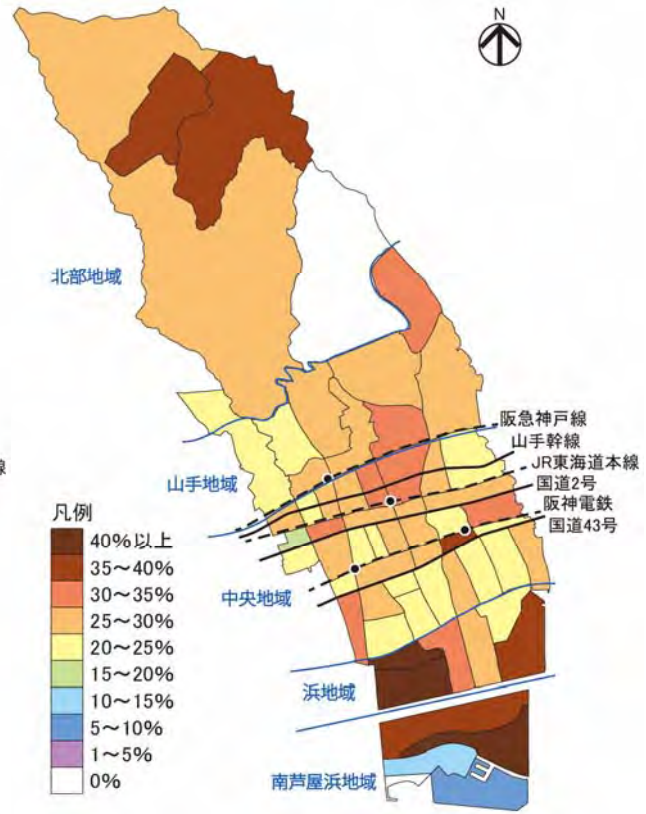 N
北部地域
阪急神戸線
山手幹線
JR東海道本線
国道2号
阪神電鉄
国道43号
線
山手地域
凡例
40%以上
35～40%
30～35%
25～30%
20～25%
15～20%
10～15%
5～10%
1～5%
0%
中央地域
浜地域
南芦屋浜地域